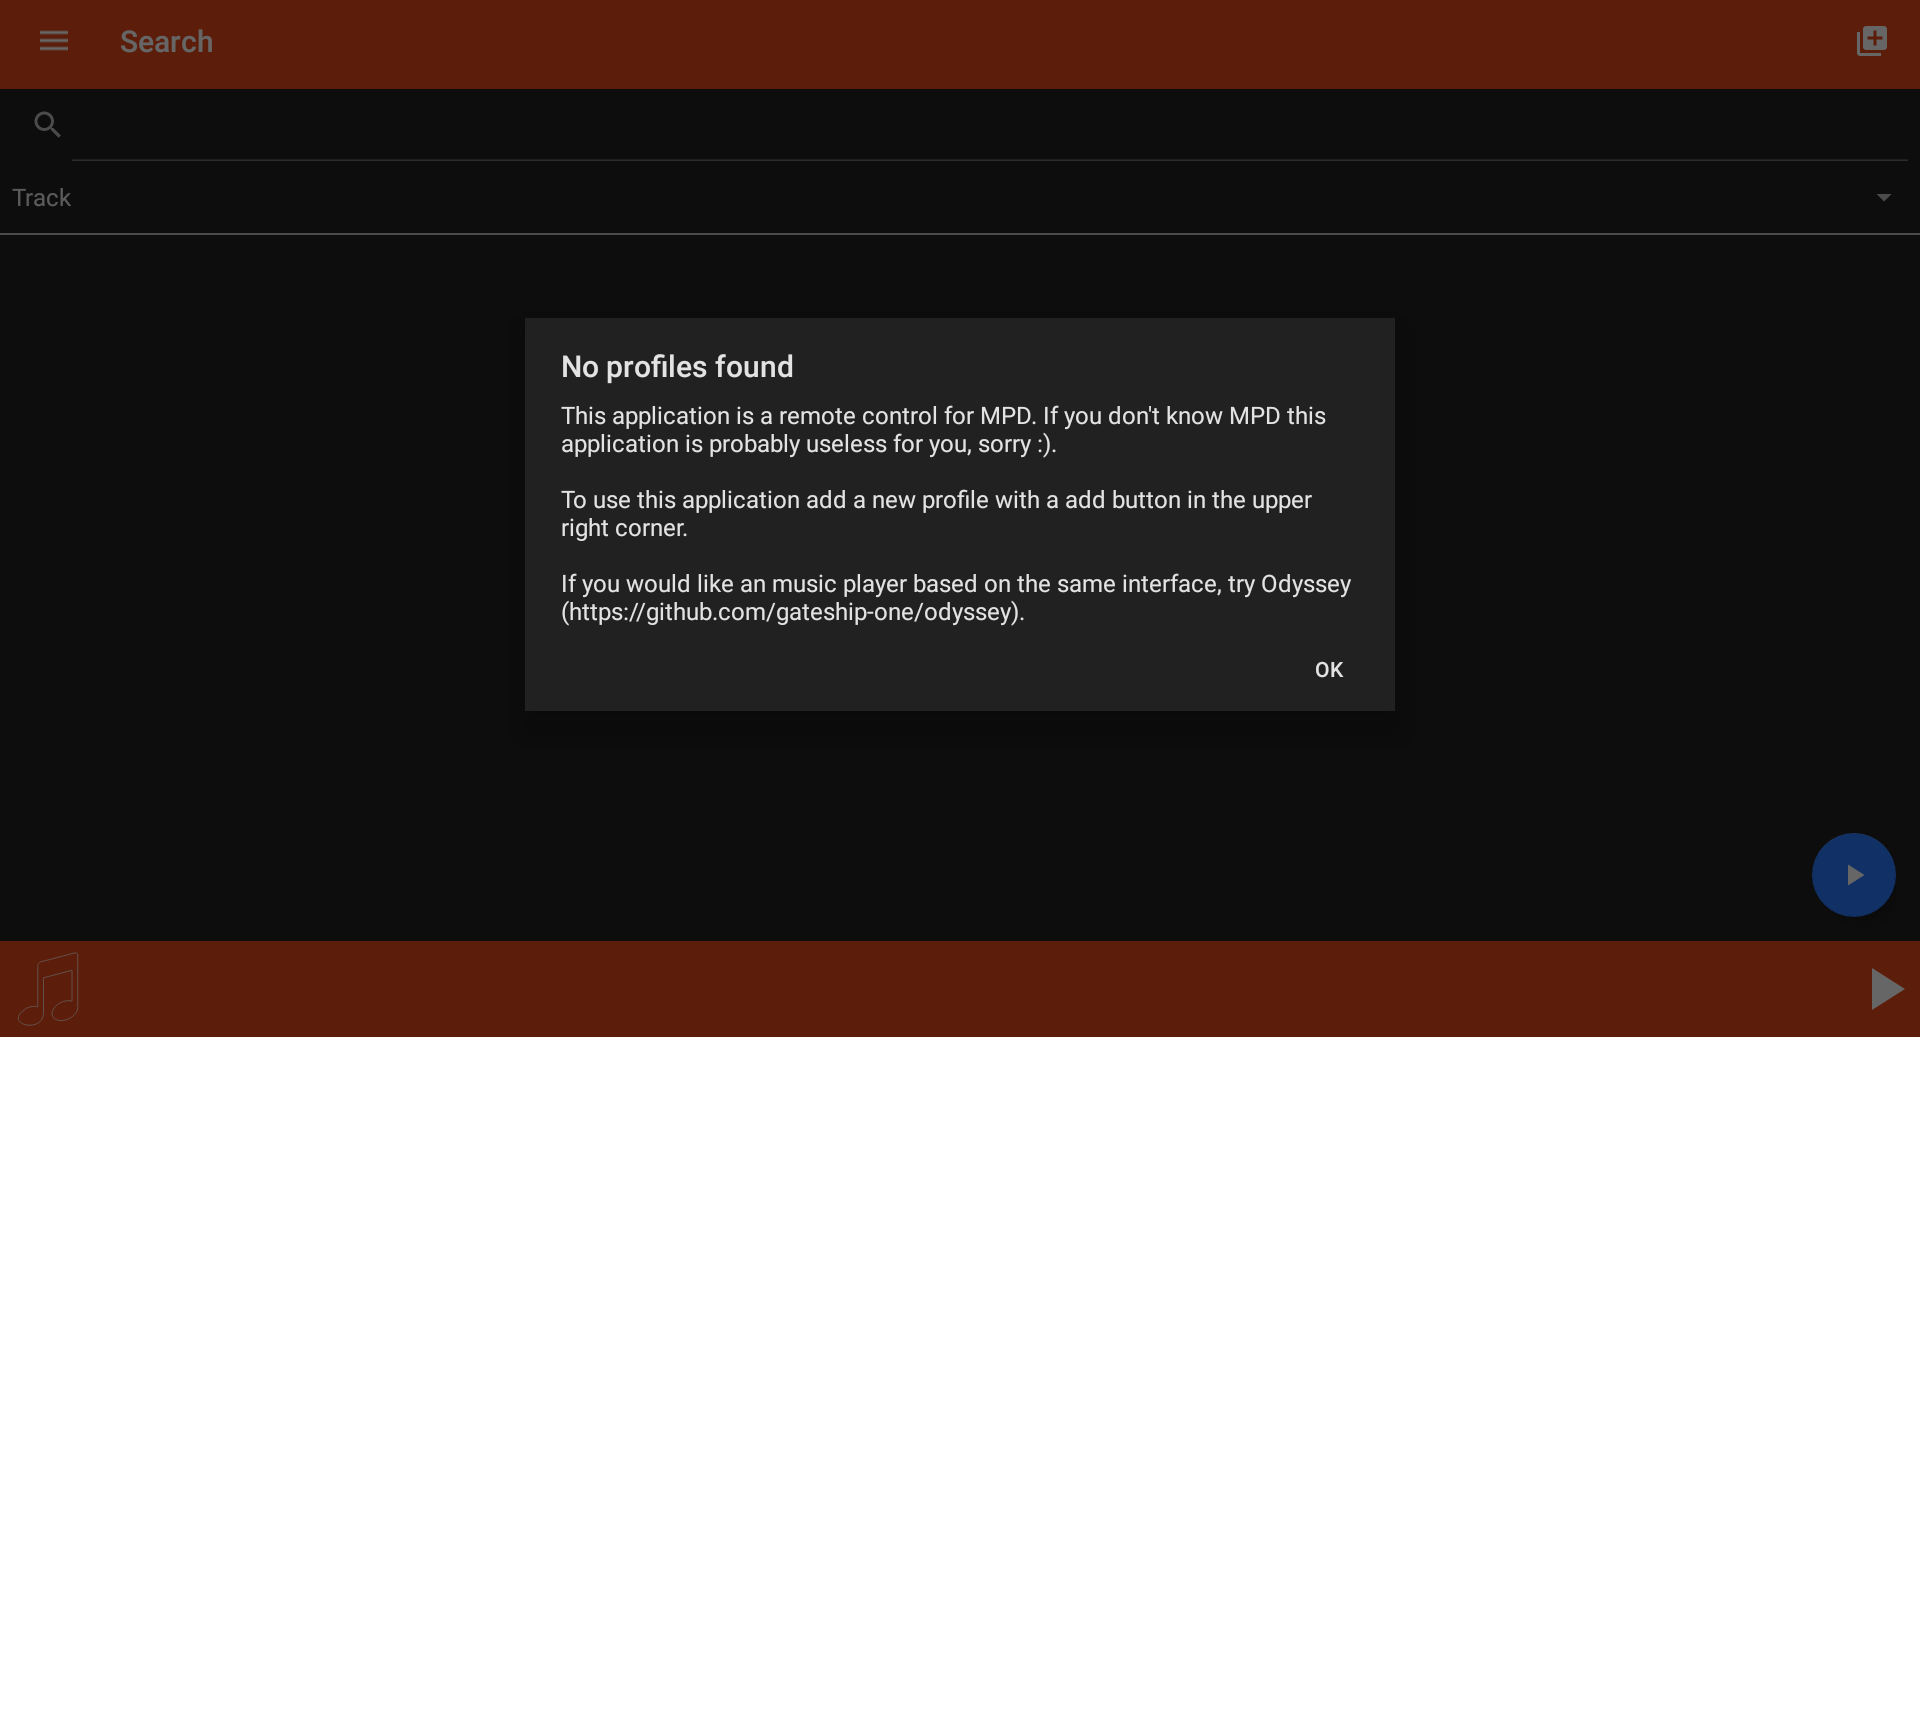 Search
Track
No profiles found
This application is a remote control for MPD. If you don't know MPD this
application is probably useless for you, sorry :).
To use this application add a new profile with a add button in the upper
right corner.
If you would like an music player based on the same interface, try Odyssey
(https://github.com/gateship-one/odyssey).
OK